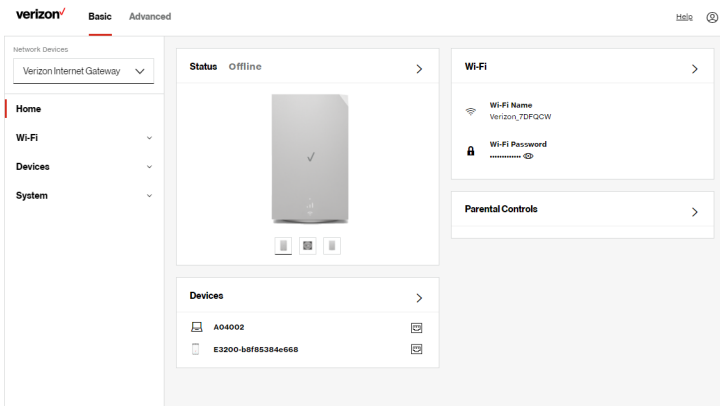 verizon
Basic
Advanced
Help
Network Devices
Verizon Internet Gateway
Home
Wi-Fi
Devices
System
Status Offline
Devices
A04002
E3200-b8f85384e668
Wi-Fi
Wi-Fi Name
Verizon_7DFQCW
Wi-Fi Password
•••••••••••••
Parental Controls